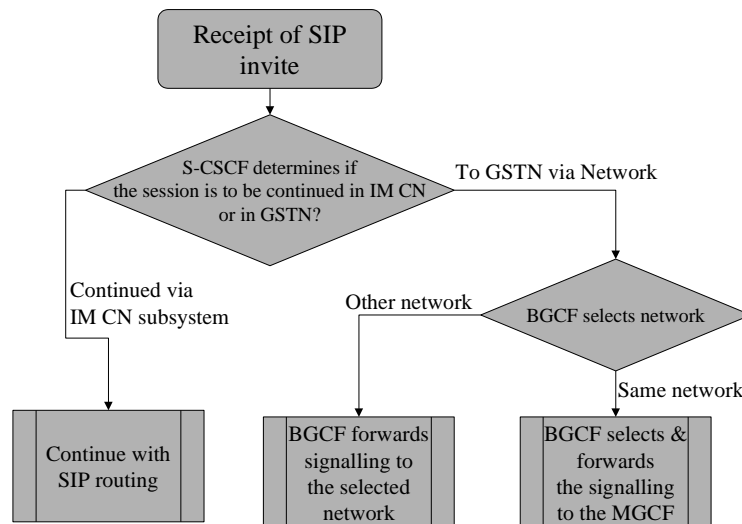 Receipt of SIP
invite
S-CSCF determines if
the session is to be continued in IM CN
or in GSTN?
To GSTN via Network
Continued via
IM CN subsystem
Other network
BGCF selects network
Same network
Continue with
SIP routing
BGCF forwards
signalling to
the selected
network
BGCF selects &
forwards
the signalling
to the MGCF